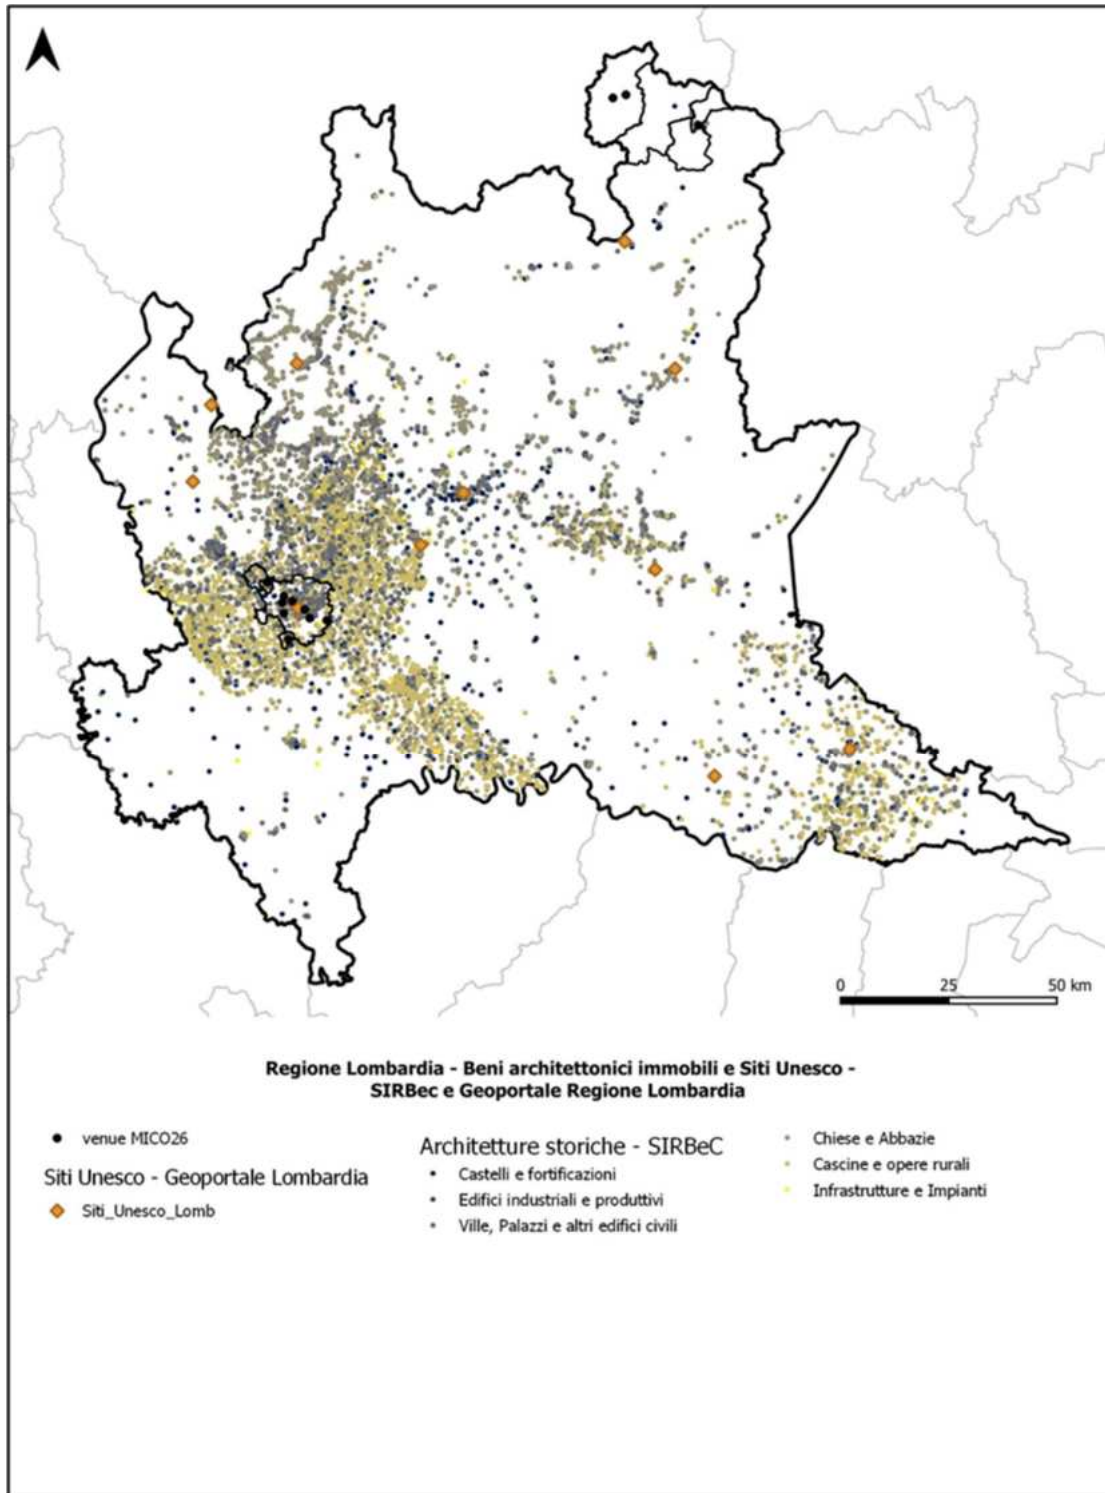 0 25 50 km
Regione Lombardia - Beni architettonici immobili e Siti Unesco -
SIRBec e Geoportale Regione Lombardia
venue MICO26
Siti Unesco - Geoportale Lombardia
Siti_Unesco_Lomb
Architetture storiche - SIRBeC
Castelli e fortificazioni
Edifici industriali e produttivi
Ville, Palazzi e altri edifici civili
Chiese e Abbazie
Cascine e opere rurali
Infrastrutture e Impianti